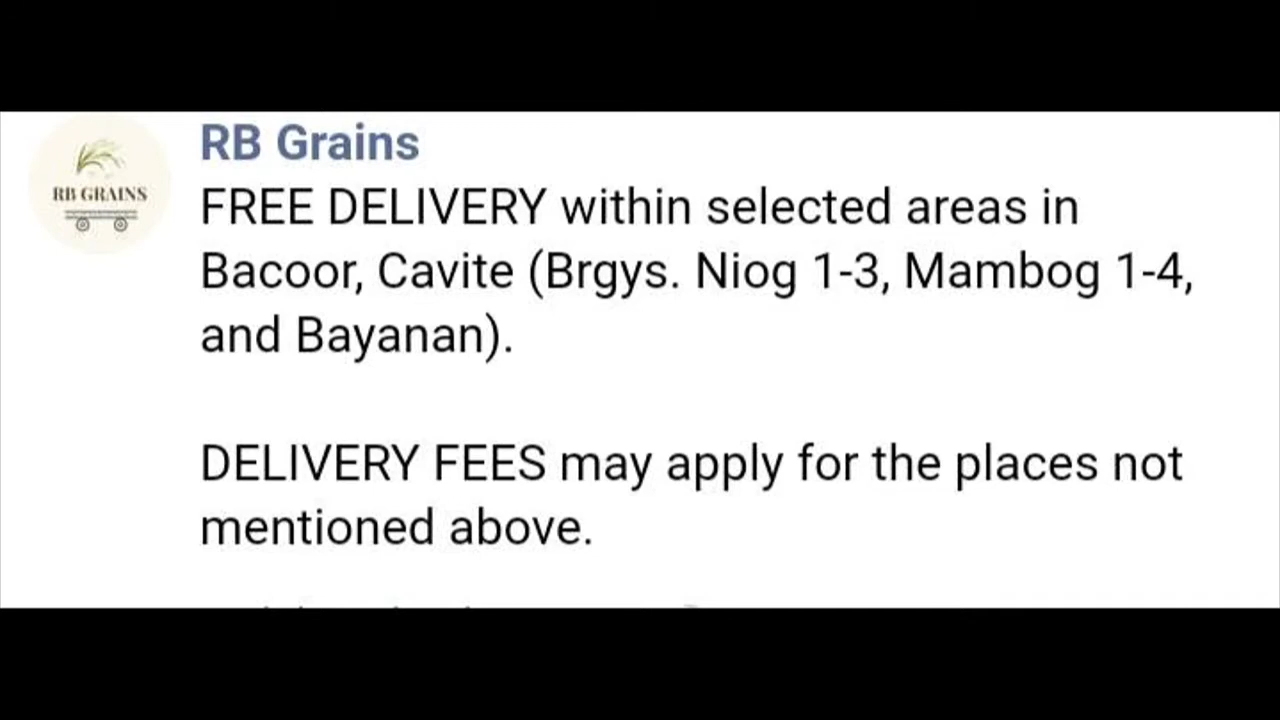 RB GRAINS
RB Grains
FREE DELIVERY within selected areas in
Bacoor, Cavite (Brgys. Niog 1-3, Mambog 1-4,
and Bayanan).
DELIVERY FEES may apply for the places not
mentioned above.